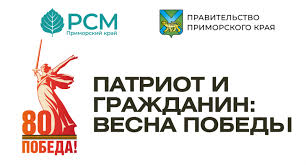 РСМ
Приморский край
ПРАВИТЕЛЬСТВО
ПРИМОРСКОГО КРАЯ
80
ПОБЕДА!
ПАТРИОТ И
ГРАЖДАНИН:
ВЕСНА ПОБЕДЫ